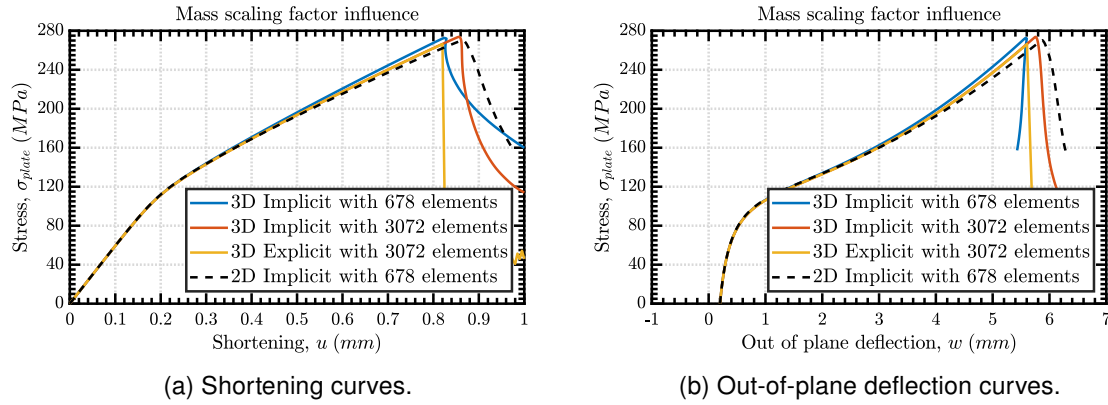 Mass scaling factor influence
280
240
200
160
120
80
40
0
Stress, σplate (MPa)
3D Implicit with 678 elements
3D Implicit with 3072 elements
3D Explicit with 3072 elements
2D Implicit with 678 elements
0 0.1 0.2 0.3 0.4 0.5 0.6 0.7 0.8 0.9 1
Shortening, u (mm)
(a) Shortening curves.
Mass scaling factor influence
280
240
200
160
120
80
40
0
Stress, σplate (MPa)
3D Implicit with 678 elements
3D Implicit with 3072 elements
3D Explicit with 3072 elements
2D Implicit with 678 elements
-1 0 1 2 3 4 5 6 7
Out of plane deflection, w (mm)
(b) Out-of-plane deflection curves.